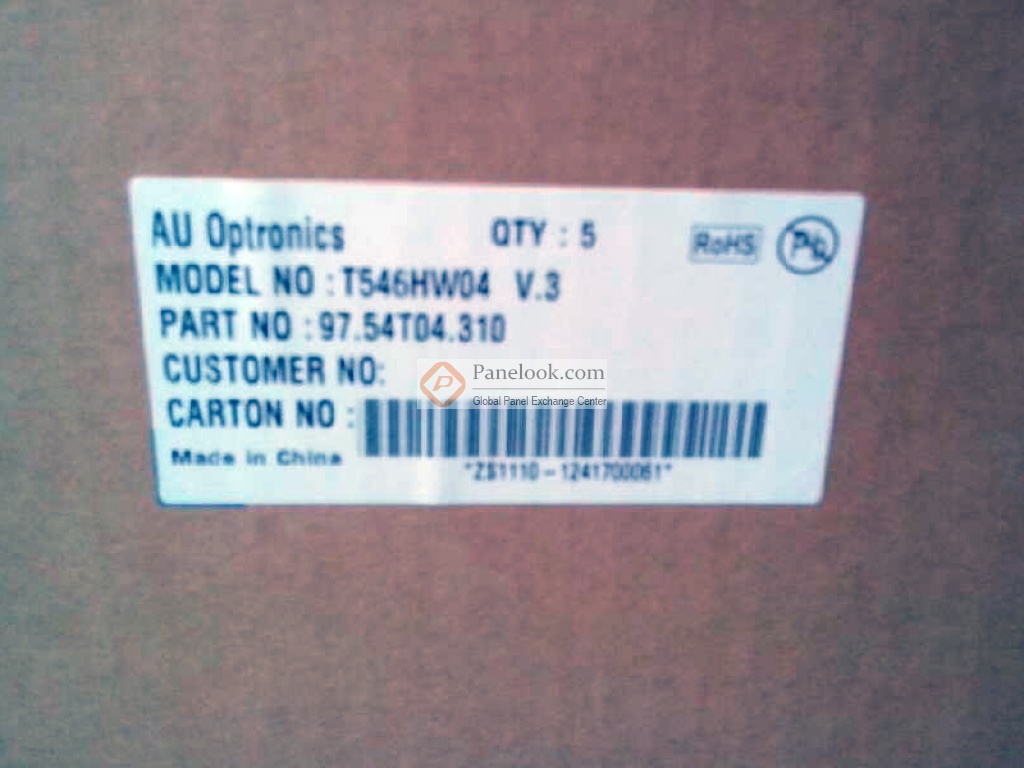 AU Optronics QTY : 5 RoHS Pb
MODEL NO : T546HW04 V.3
PART NO : 97.54T04.310
CUSTOMER NO:
Panelook.com
Global Panel Exchange Center
CARTON NO :
Made in China
*ZS1110-1241700061*